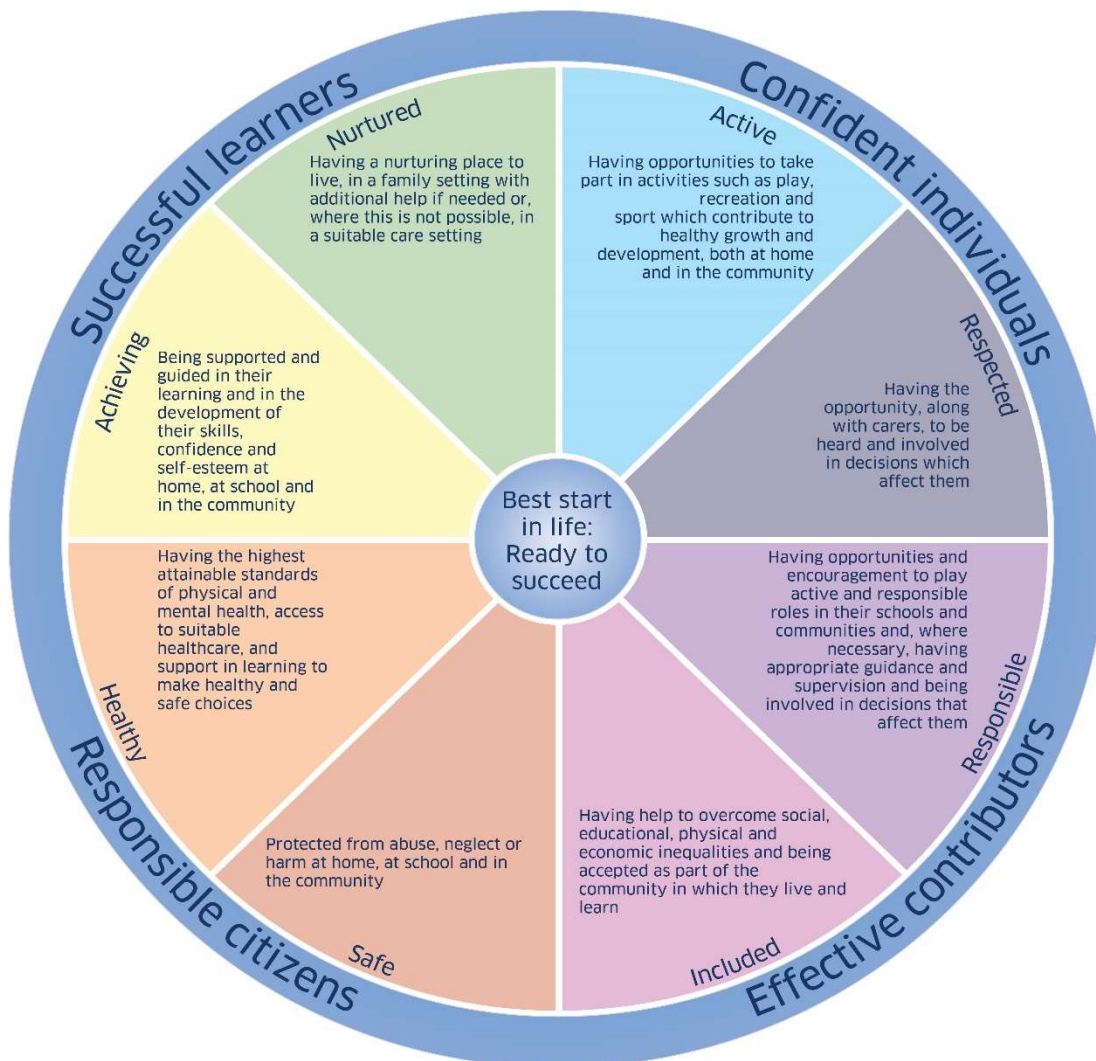 Successful learners
Confident individuals
Nurtured
Having a nurturing place to
live, in a family setting with
additional help if needed or,
where this is not possible, in
a suitable care setting
Active
Having opportunities to take
part in activities such as play,
recreation and
sport which contribute to
healthy growth and
development, both at home
and in the community
Respected
Having the
opportunity, along
with carers, to be
heard and involved
in decisions which
affect them
Achieving
Being supported and
guided in their
learning and in the
development of
their skills,
confidence and
self-esteem at
home, at school and
in the community
Best start
in life:
Ready to
succeed
Healthy
Having the highest
attainable standards
of physical and
mental health, access
to suitable
healthcare, and
support in learning to
make healthy and
safe choices
Responsible
Having opportunities and
encouragement to play
active and responsible
roles in their schools and
communities and, where
necessary, having
appropriate guidance and
supervision and being
involved in decisions that
affect them
Safe
Protected from abuse, neglect or
harm at home, at school and in
the community
Included
Having help to overcome social,
educational, physical and
economic inequalities and being
accepted as part of the
community in which they live and
learn
Responsible citizens
Effective contributors